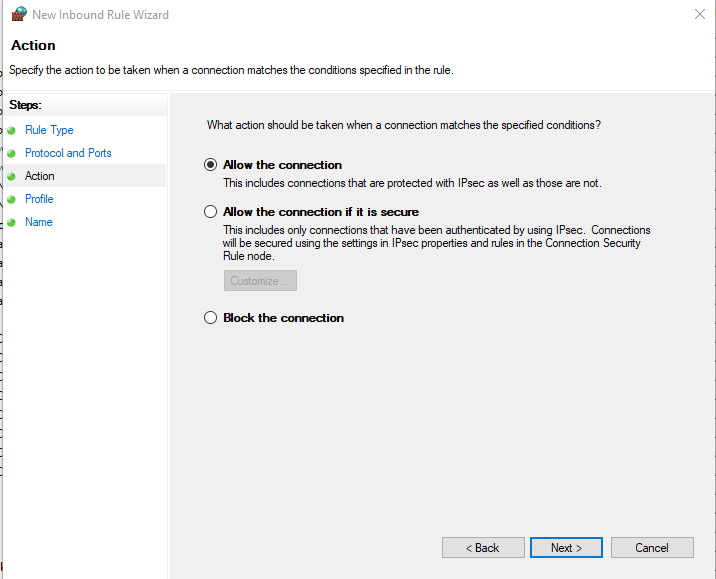 New Inbound Rule Wizard
Action
Specify the action to be taken when a connection matches the conditions specified in the rule.
Steps:
Rule Type
Protocol and Ports
Action
Profile
Name
What action should be taken when a connection matches the specified conditions?
Allow the connection
This includes connections that are protected with IPsec as well as those are not.
Allow the connection if it is secure
This includes only connections that have been authenticated by using IPsec. Connections
will be secured using the settings in IPsec properties and rules in the Connection Security
Rule node.
Customize...
Block the connection
< Back
Next >
Cancel